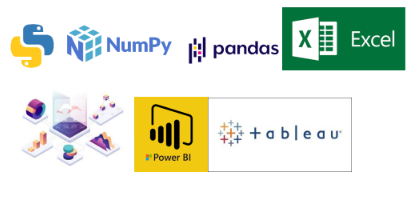 NumPy
pandas
Excel
Power BI
+ a b l e a u